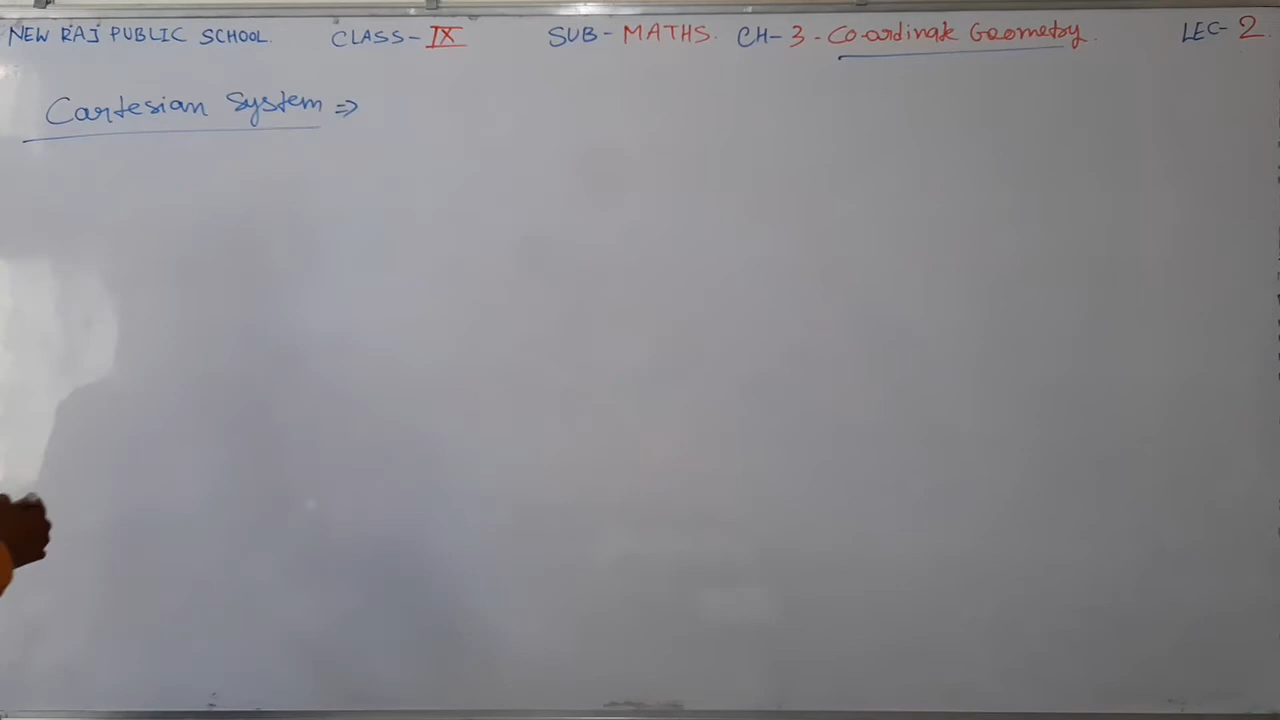 NEW RAJ PUBLIC SCHOOL. CLASS- IX SUB- MATHS. CH- 3 - Co-ordinate Geometry. LEC- 2.
Cartesian System ⇒